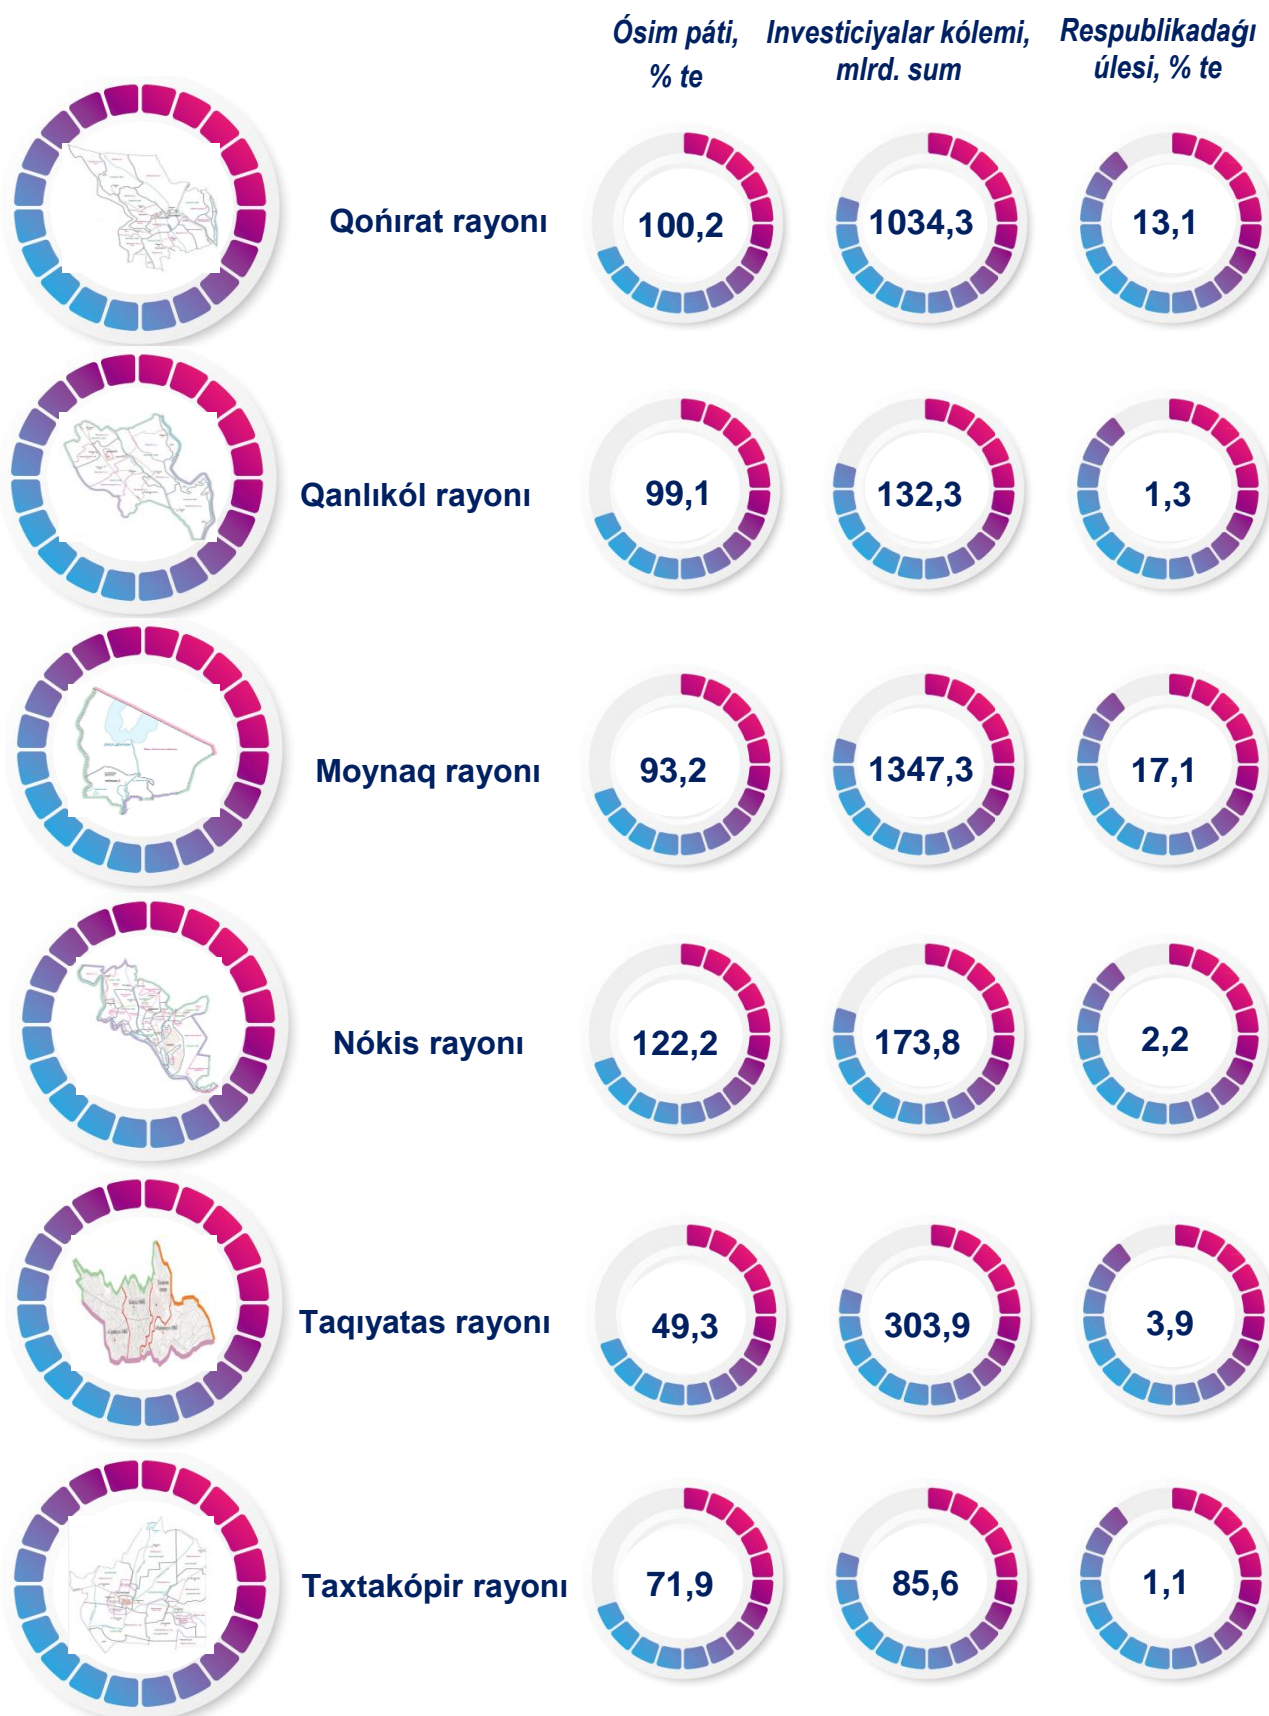 Ósim páti,
% te
Investiciyalar kólemi,
mlrd. sum
Respublikadaǵı
úlesi, % te
Qońırat rayonı
100,2
1034,3
13,1
Qanlıkól rayonı
99,1
132,3
1,3
Moynaq rayonı
93,2
1347,3
17,1
Nókis rayonı
122,2
173,8
2,2
Taqıyatas rayonı
49,3
303,9
3,9
Taxtakópir rayonı
71,9
85,6
1,1